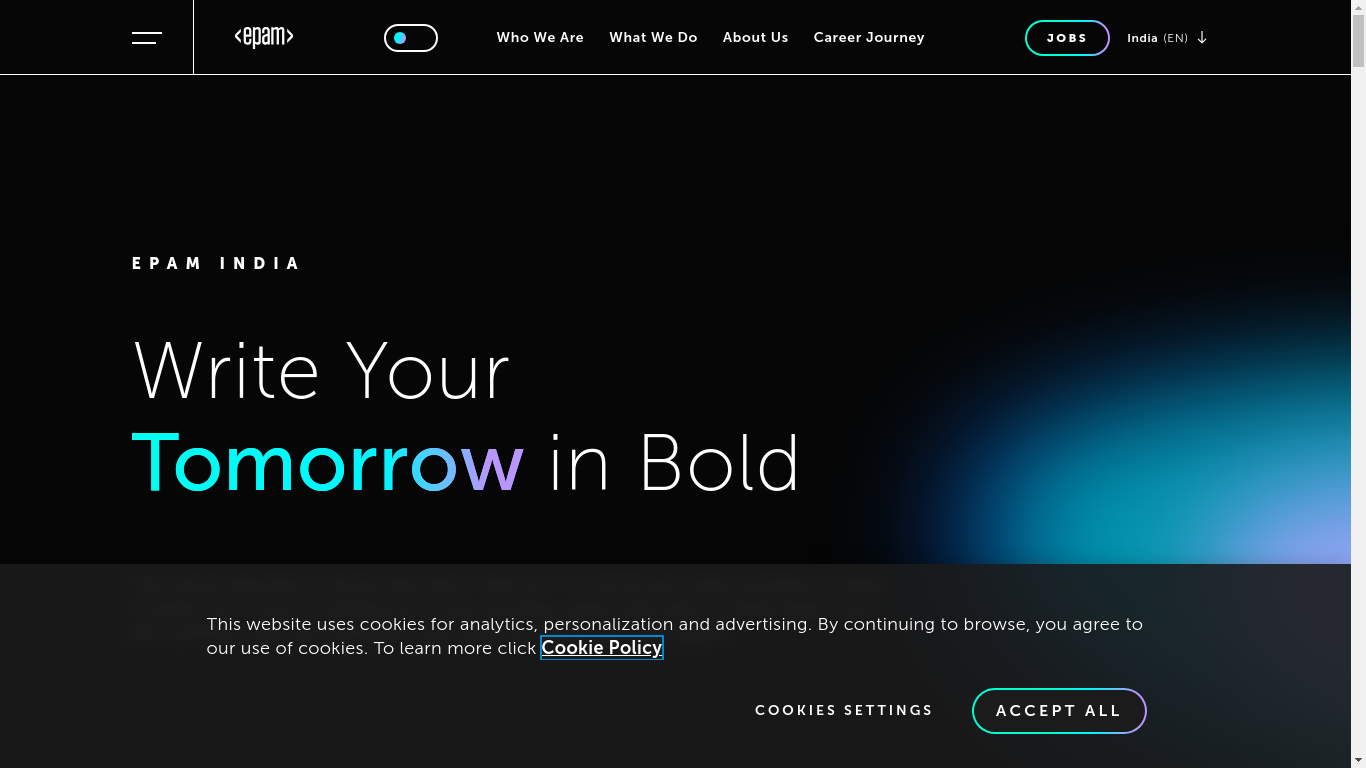 <epam>
Who We Are
What We Do
About Us
Career Journey
JOBS
India (EN)
EPAM INDIA
Write Your
Tomorrow in Bold
This website uses cookies for analytics, personalization and advertising. By continuing to browse, you agree to
our use of cookies. To learn more click Cookie Policy
COOKIES SETTINGS
ACCEPT ALL